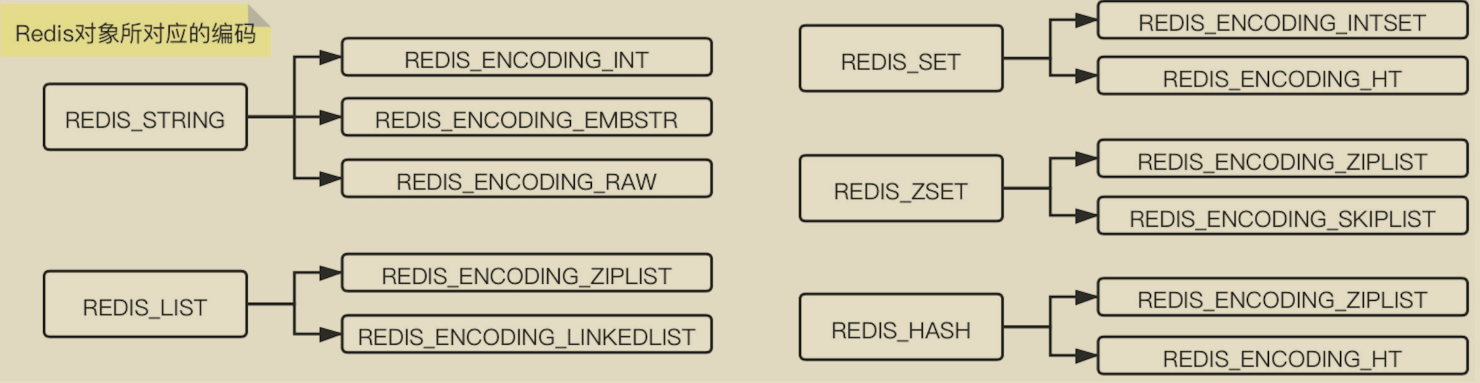 Redis对象所对应的编码
REDIS_STRING
REDIS_ENCODING_INT
REDIS_ENCODING_EMBSTR
REDIS_ENCODING_RAW
REDIS_LIST
REDIS_ENCODING_ZIPLIST
REDIS_ENCODING_LINKEDLIST
REDIS_SET
REDIS_ENCODING_INTSET
REDIS_ENCODING_HT
REDIS_ZSET
REDIS_ENCODING_ZIPLIST
REDIS_ENCODING_SKIPLIST
REDIS_HASH
REDIS_ENCODING_ZIPLIST
REDIS_ENCODING_HT